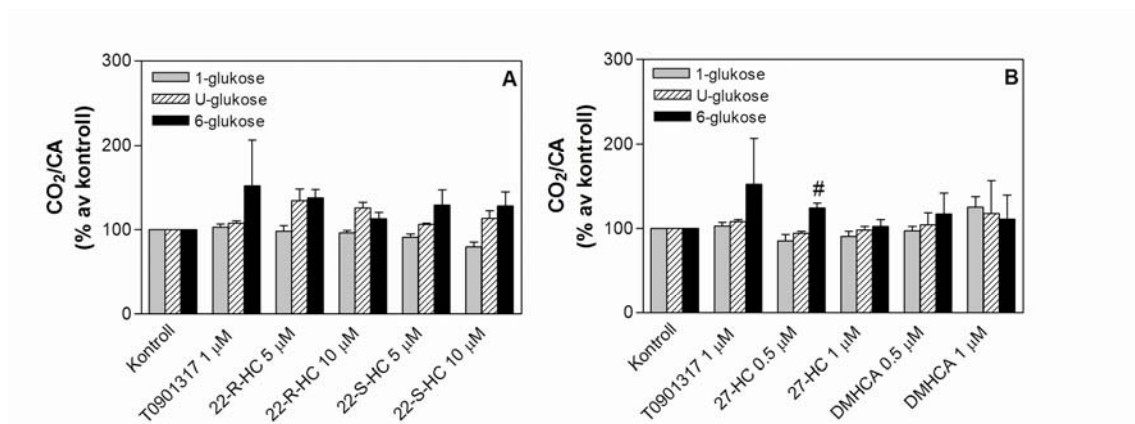 A
300
200
100
0
CO₂/CA
(% av kontroll)
1-glukose
U-glukose
6-glukose
Kontroll
T0901317 1 μM
22-R-HC 5 μM
22-R-HC 10 μM
22-S-HC 5 μM
22-S-HC 10 μM
B
300
200
100
0
CO₂/CA
(% av kontroll)
1-glukose
U-glukose
6-glukose
#
Kontroll
T0901317 1 μM
27-HC 0.5 μM
27-HC 1 μM
DMHCA 0.5 μM
DMHCA 1 μM